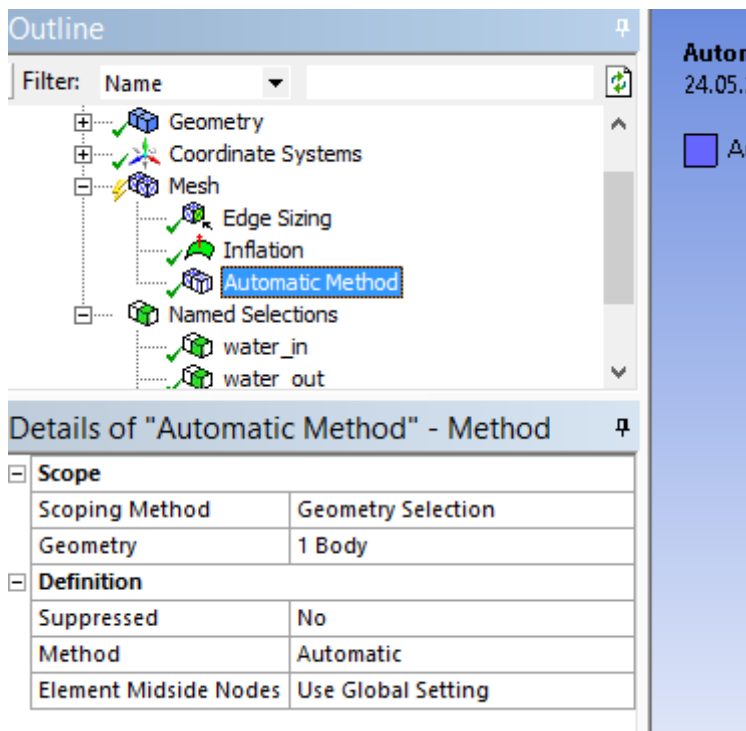 Outline
Filter: Name
Geometry
Coordinate Systems
Mesh
Edge Sizing
Inflation
Automatic Method
Named Selections
water_in
water_out
Details of "Automatic Method" - Method
Scope
Scoping Method Geometry Selection
Geometry 1 Body
Definition
Suppressed No
Method Automatic
Element Midside Nodes Use Global Setting
24.05.